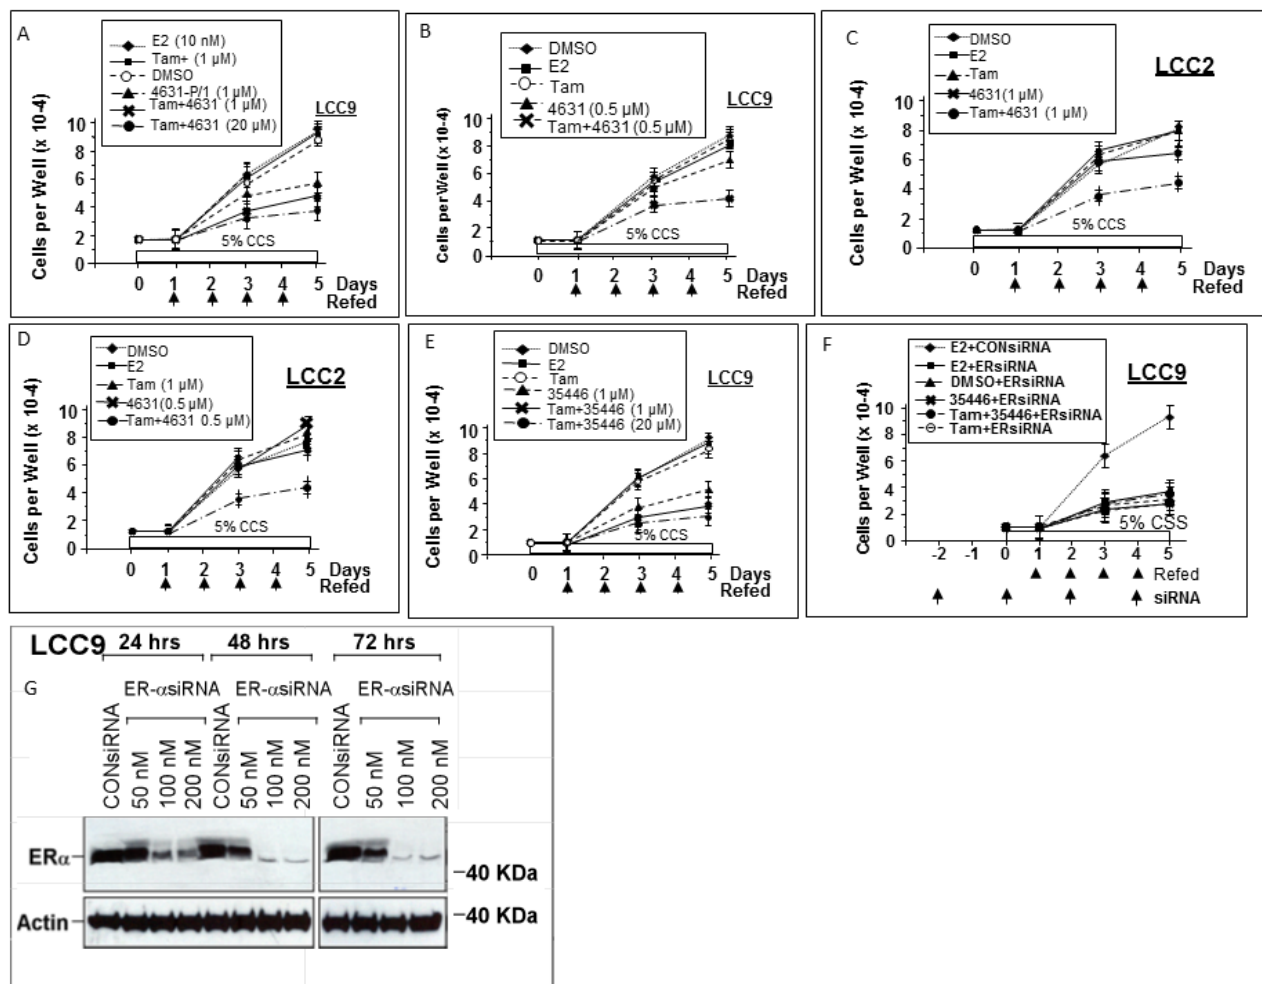 A
E2 (10 nM)
Tam+ (1 µM)
DMSO
4631-P/1 (1 µM)
Tam+4631 (1 µM)
Tam+4631 (20 µM)
LCC9
Cells per Well (x 10-4)
10
8
6
4
2
0
5% CCS
0 1 2 3 4 5 Days
Refed
B
DMSO
E2
Tam
4631 (0.5 µM)
Tam+4631 (0.5 µM)
LCC9
Cells per Well (x 10-4)
10
8
6
4
2
0
5% CCS
0 1 2 3 4 5 Days
Refed
C
DMSO
E2
Tam
4631(1 µM)
Tam+4631 (1 µM)
LCC2
Cells per Well (x 10-4)
10
8
6
4
2
0
5% CCS
0 1 2 3 4 5 Days
Refed
D
DMSO
E2
Tam (1 µM)
4631(0.5µM)
Tam+4631 0.5 µM)
LCC2
Cells per Well (x 10-4)
10
8
6
4
2
0
5% CCS
0 1 2 3 4 5 Days
Refed
E
DMSO
E2
Tam
35446 (1 µM)
Tam+35446 (1 µM)
Tam+35446 (20 µM)
LCC9
Cells per Well (x 10-4)
10
8
6
4
2
0
5% CCS
0 1 2 3 4 5 Days
Refed
F
E2+CONsiRNA
E2+ERsiRNA
DMSO+ERsiRNA
35446+ERsiRNA
Tam+35446+ERsiRNA
Tam+ERsiRNA
LCC9
Cells per Well (x 10-4)
10
8
6
4
2
0
5% CSS
-2 -1 0 1 2 3 4 5
Refed
siRNA
G
LCC9 24 hrs 48 hrs 72 hrs
ER-αsiRNA ER-αsiRNA ER-αsiRNA
CONsiRNA 50 nM 100 nM 200 nM CONsiRNA 50 nM 100 nM 200 nM CONsiRNA 50 nM 100 nM 200 nM
ERα
40 KDa
Actin
40 KDa